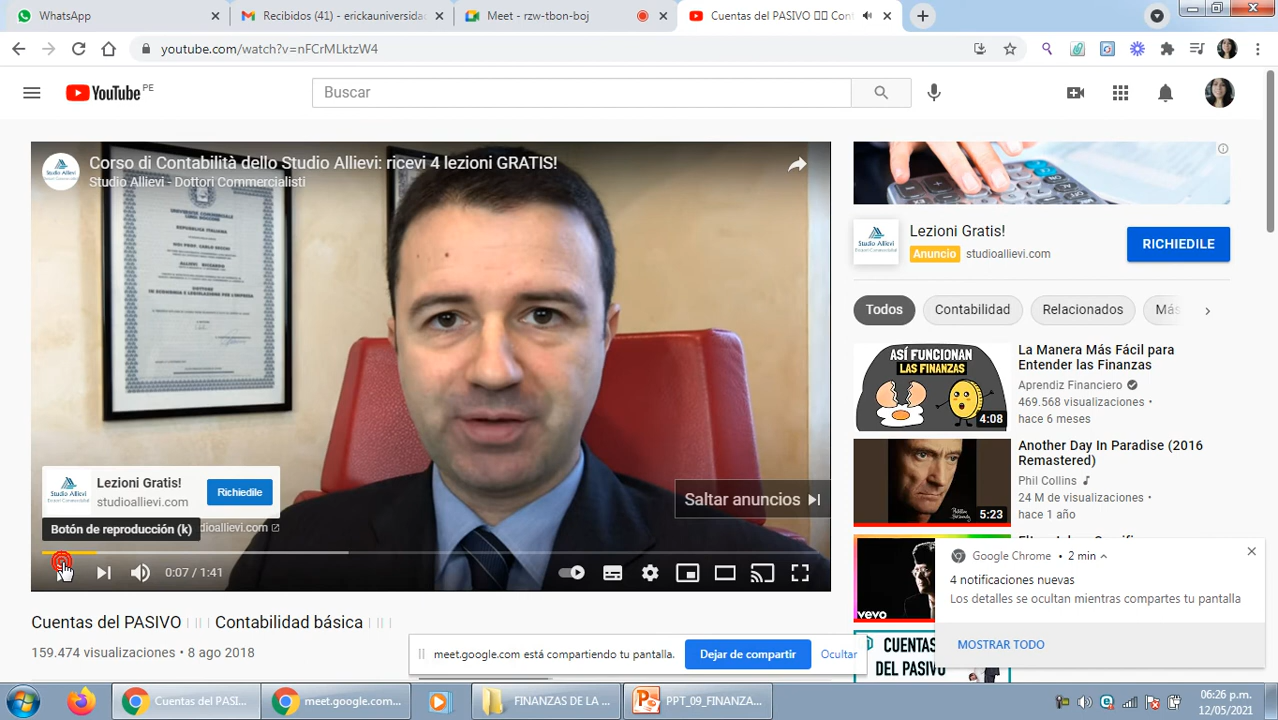 WhatsApp
Recibidos (41) - erickauniversida
Meet - rzw-tbon-boj
Cuentas del PASIVO
youtube.com/watch?v=nFCrMLktzW4
YouTube PE
Buscar
Corso di Contabilità dello Studio Allievi: ricevi 4 lezioni GRATIS!
Studio Allievi - Dottori Commercialisti
Lezioni Gratis!
studioallievi.com
Richiedile
Saltar anuncios
Botón de reproducción (k)
dioallievi.com
0:07 / 1:41
Cuentas del PASIVO
Contabilidad básica
159.474 visualizaciones • 8 ago 2018
Studio Allievi
Lezioni Gratis!
Anuncio studioallievi.com
RICHIEDILE
Todos
Contabilidad
Relacionados
Más
ASÍ FUNCIONAN
LAS FINANZAS
4:08
La Manera Más Fácil para
Entender las Finanzas
Aprendiz Financiero
469.568 visualizaciones •
hace 6 meses
5:23
Another Day In Paradise (2016
Remastered)
Phil Collins
24 M de visualizaciones •
hace 1 año
vevo
CUENTAS
DEL PASIVO
Google Chrome • 2 min
4 notificaciones nuevas
Los detalles se ocultan mientras compartes tu pantalla
MOSTRAR TODO
meet.google.com está compartiendo tu pantalla.
Dejar de compartir
Ocultar
Cuentas del PASI...
meet.google.com...
FINANZAS DE LA ...
PPT_09_FINANZA...
06:26 p.m.
12/05/2021